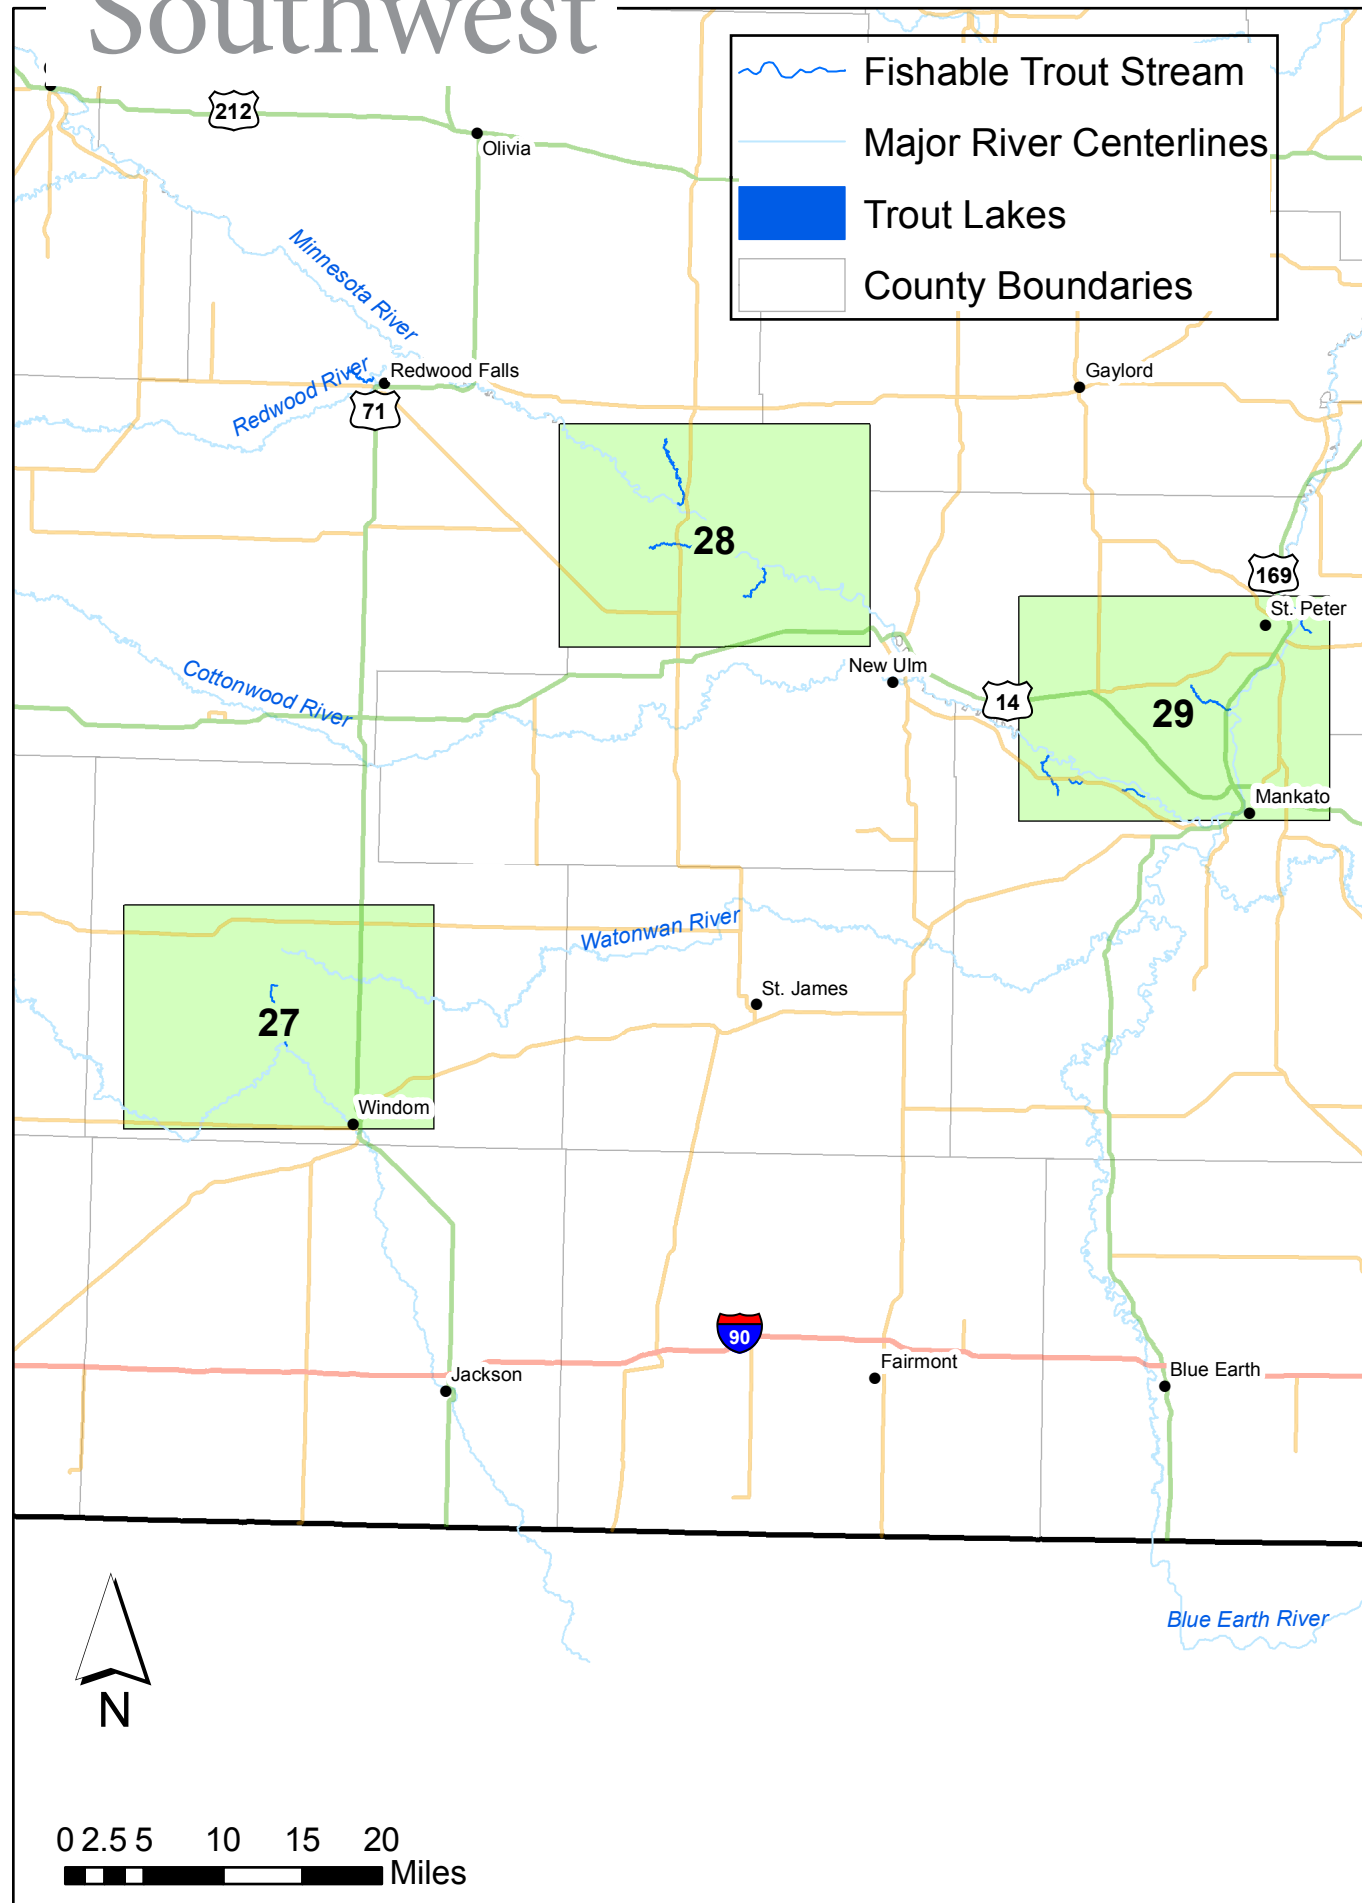 Southwest
Fishable Trout Stream
Major River Centerlines
Trout Lakes
County Boundaries
212
Olivia
Minnesota River
Redwood River
Redwood Falls
71
Gaylord
28
169
St. Peter
Cottonwood River
New Ulm
14
29
Mankato
Watonwan River
27
St. James
Windom
90
Jackson
Fairmont
Blue Earth
Blue Earth River
N
0 2.5 5 10 15 20
Miles